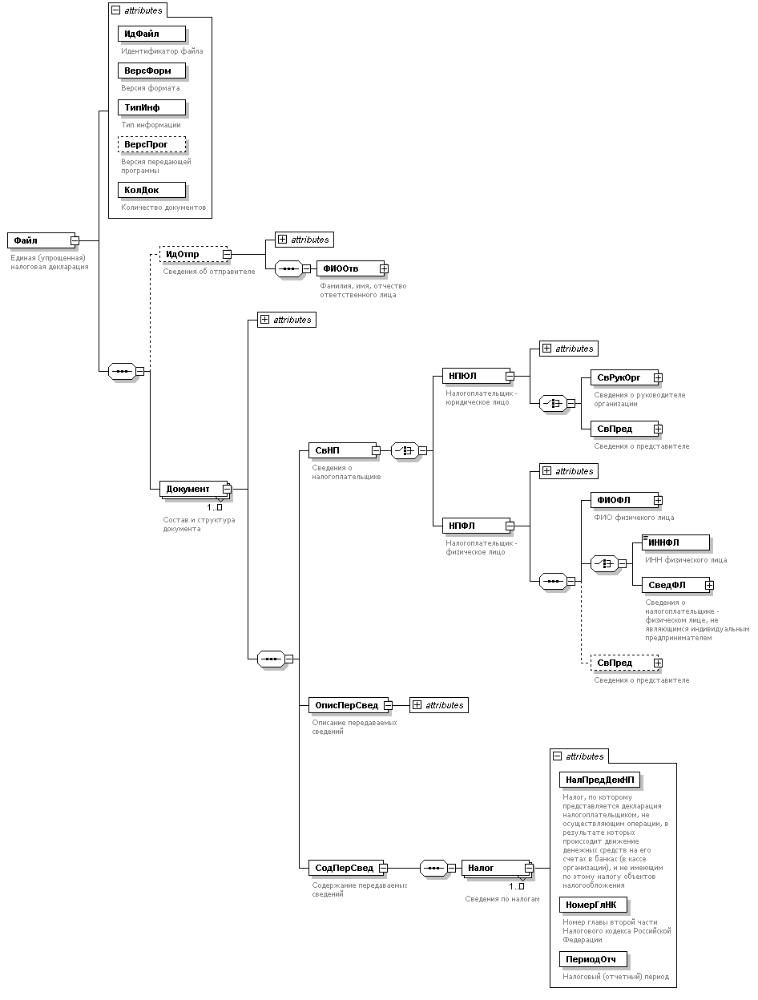 attributes
ИдФайл
Идентификатор файла
ВерсФорм
Версия формата
ТипИнф
Тип информации
ВерсПрог
Версия передающей
программы
КолДок
Количество документов
Файл
Единая (упрощенная)
налоговая декларация
ИдОтпр
Сведения об отправителе
attributes
ФИООтв
Фамилия, имя, отчество
ответственного лица
attributes
Документ
1..
Состав и структура
документа
СвНП
Сведения о
налогоплательщике
НПЮЛ
Налогоплательщик -
юридическое лицо
attributes
СвРукОрг
Сведения о руководителе
организации
СвПред
Сведения о представителе
НПФЛ
Налогоплательщик -
физическое лицо
attributes
ФИОФЛ
ФИО физичекого лица
ИННФЛ
ИНН физического лица
СведФЛ
Сведения о
налогоплательщике -
физическом лице, не
являющимся индивидуальным
предпринимателем
СвПред
Сведения о представителе
ОписПерСвед
Описание передаваемых
сведений
attributes
СодПерСвед
Содержание передаваемых
сведений
Налог
1..
Сведения по налогам
attributes
НалПредДекНП
Налог, по которому
представляется декларация
налогоплательщиком, не
осуществляющим операции, в
результате которых
происходит движение
денежных средств на его
счетах в банках (в кассе
организации), и не имеющим
по этому налогу объектов
налогообложения
НомерГлНК
Номер главы второй части
Налогового кодекса Российской
Федерации
ПериодОтч
Налоговый (отчетный) период